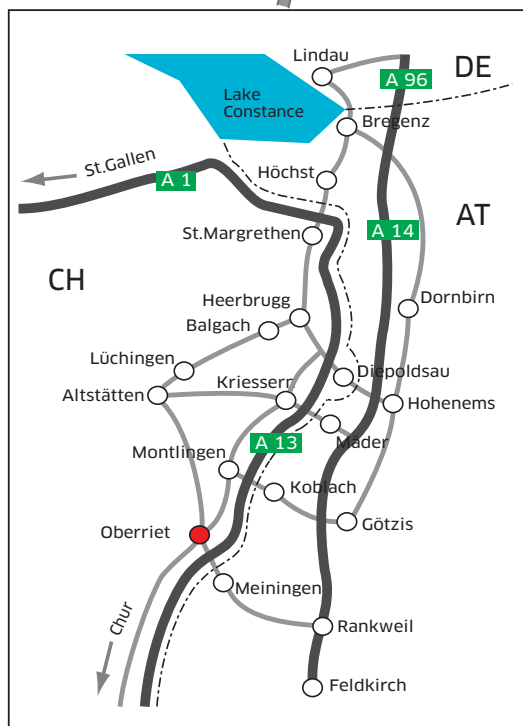 Lindau
DE
A 96
Lake
Constance
Bregenz
St.Gallen
A 1
Höchst
AT
St.Margrethen
A 14
CH
Heerbrugg
Dornbirn
Balgach
Lüchingen
Diepoldsau
Altstätten
Kriessern
Hohenems
Mäder
A 13
Montlingen
Koblach
Götzis
Oberriet
Meiningen
Chur
Rankweil
Feldkirch